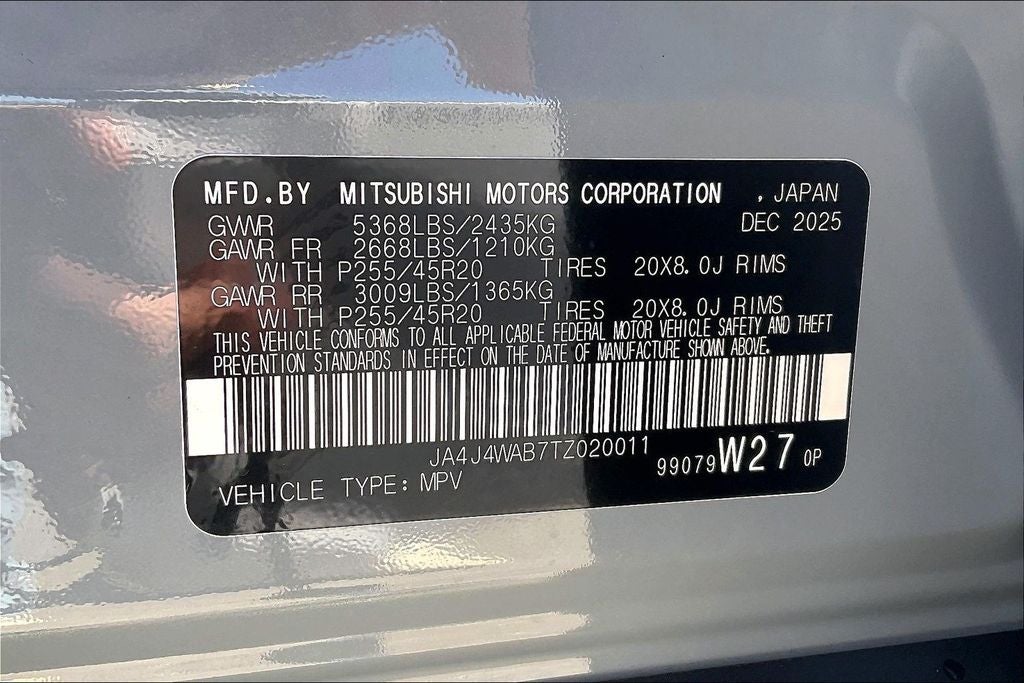 MFD.BY MITSUBISHI MOTORS CORPORATION , JAPAN
GVWR 5368LBS/2435KG DEC 2025
GAWR FR 2668LBS/1210KG
WITH P255/45R20 TIRES 20X8.0J RIMS
GAWR RR 3009LBS/1365KG
WITH P255/45R20 TIRES 20X8.0J RIMS
THIS VEHICLE CONFORMS TO ALL APPLICABLE FEDERAL MOTOR VEHICLE SAFETY AND THEFT
PREVENTION STANDARDS IN EFFECT ON THE DATE OF MANUFACTURE SHOWN ABOVE.
JA4J4WAB7TZ020011
99079 W27 0P
VEHICLE TYPE: MPV